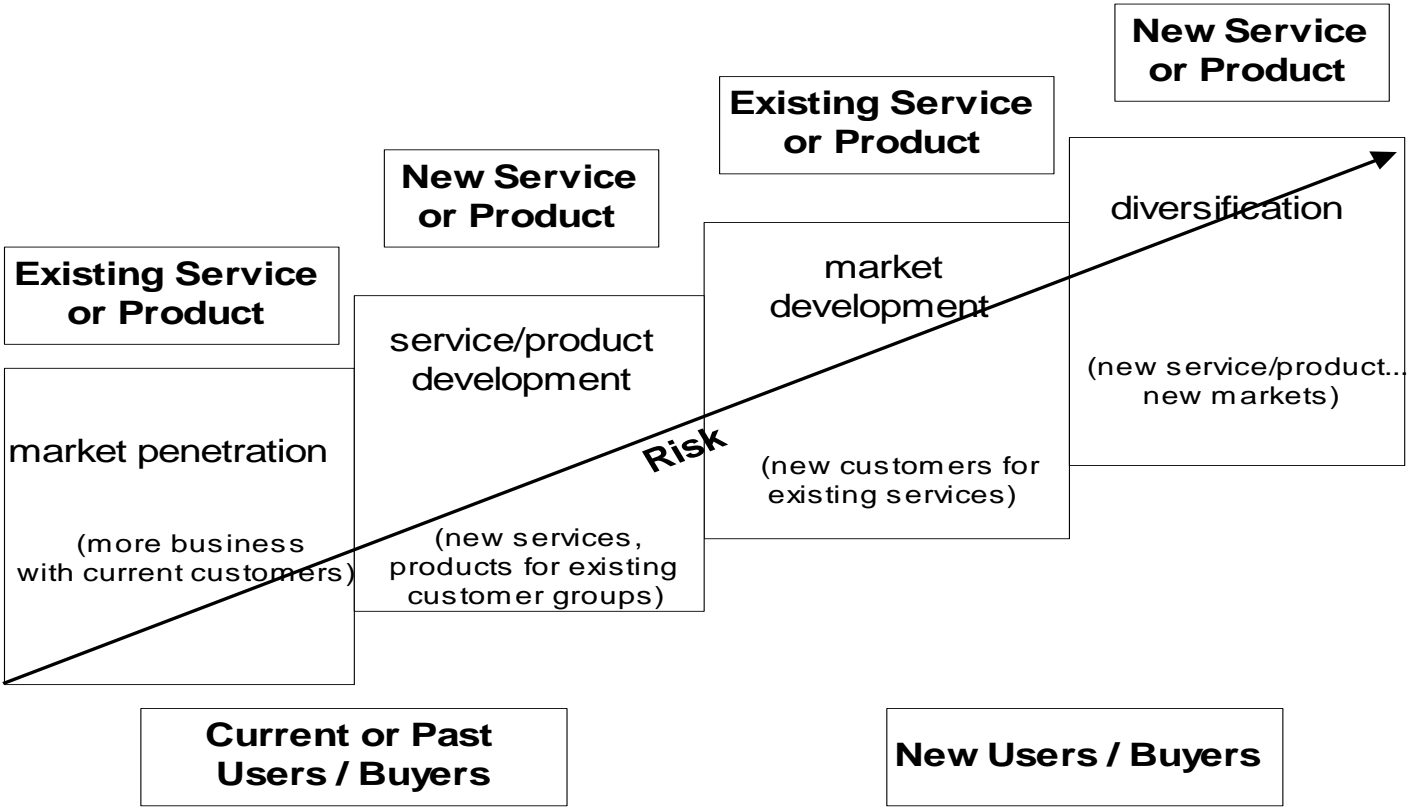 Existing Service
or Product
market penetration
(more business
with current customers)
New Service
or Product
service/product
development
(new services,
products for existing
customer groups)
Risk
Existing Service
or Product
market
development
(new customers for
existing services)
New Service
or Product
diversification
(new service/product...
new markets)
Current or Past
Users / Buyers
New Users / Buyers